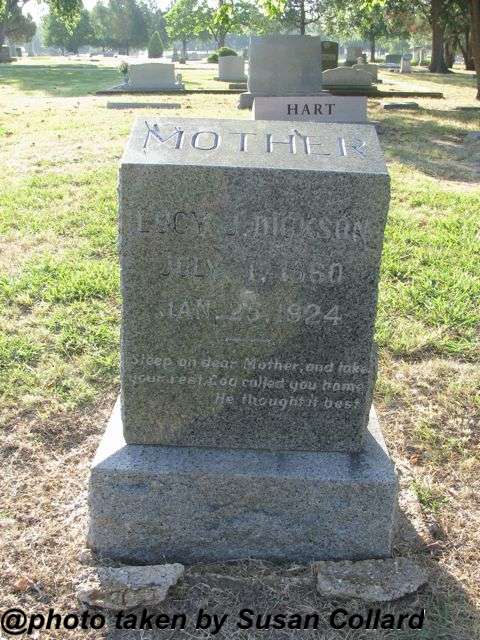 HART
MOTHER
LUCY J. DICKSON
JULY 1, 1860
JAN. 25, 1924
Sleep on dear Mother, and take
your rest, God called you home
He thought it best
@photo taken by Susan Collard